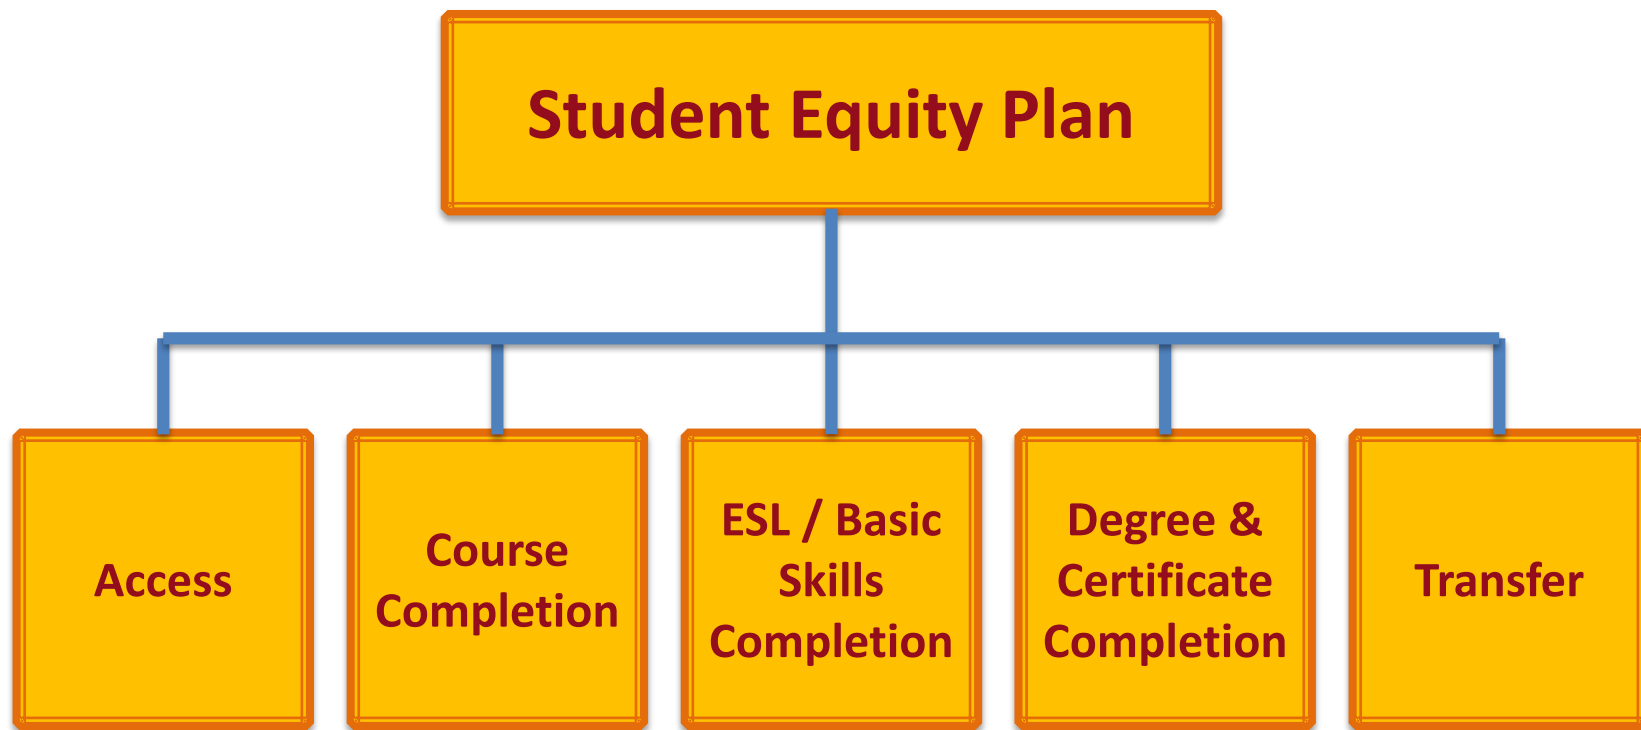 Student Equity Plan
Access
Course
Completion
ESL / Basic
Skills
Completion
Degree &
Certificate
Completion
Transfer